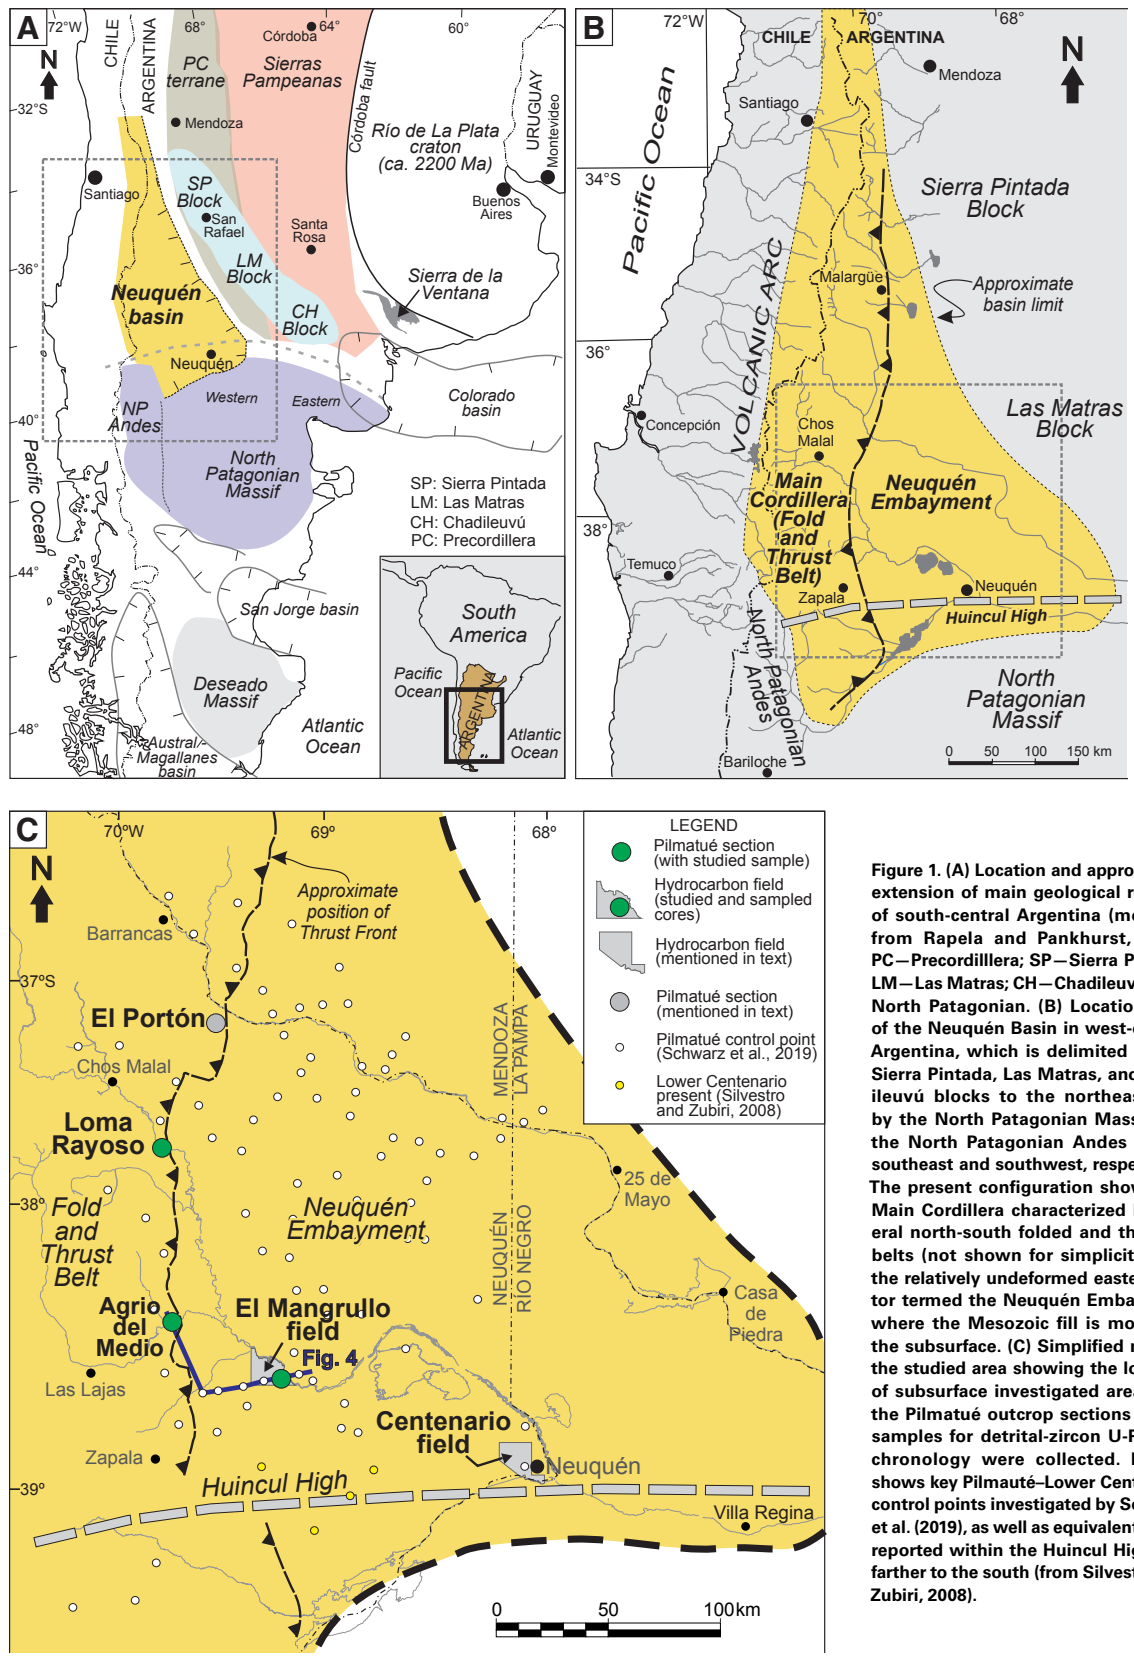 A
72°W
68°
64°
60°
N
CHILE
ARGENTINA
PC
terrane
Córdoba
Sierras
Pampeanas
Córdoba fault
URUGUAY
Montevideo
32°S
Mendoza
Río de La Plata
craton
(ca. 2200 Ma)
Santiago
SP
Block
San
Rafael
Buenos
Aires
Santa
Rosa
LM
Block
36°
Sierra de la
Ventana
Neuquén
basin
CH
Block
Neuquén
Western
Eastern
Colorado
basin
NP
Andes
40°
North
Patagonian
Massif
Pacific Ocean
SP: Sierra Pintada
LM: Las Matras
CH: Chadileuvú
PC: Precordillera
44°
San Jorge basin
South
America
Pacific
Ocean
ARGENTINA
Atlantic
Ocean
Deseado
Massif
Atlantic
Ocean
48°
Austral/
Magallanes
basin
B
72°W
70°
68°
CHILE
ARGENTINA
N
Mendoza
Pacific Ocean
Santiago
34°S
Sierra Pintada
Block
VOLCANIC ARC
Malargüe
Approximate
basin limit
36°
Concepción
Chos
Malal
Las Matras
Block
Main
Cordillera
(Fold
and
Thrust
Belt)
Neuquén
Embayment
38°
Temuco
Zapala
Neuquén
Huincul High
North Patagonian
Andes
North
Patagonian
Massif
Bariloche
0 50 100 150 km
C
70°W
69°
68°
N
Approximate
position of
Thrust Front
Barrancas
37°S
El Portón
Chos Malal
MENDOZA
LA PAMPA
Loma
Rayoso
25 de
Mayo
38°
Fold
and
Thrust
Belt
Neuquén
Embayment
NEUQUÉN
RÍO NEGRO
Agrio
del
Medio
El Mangrullo
field
Casa
de
Piedra
Fig. 4
Las Lajas
Centenario
field
Zapala
Neuquén
39°
Huincul High
Villa Regina
0 50 100km
LEGEND
Pilmatué section
(with studied sample)
Hydrocarbon field
(studied and sampled
cores)
Hydrocarbon field
(mentioned in text)
Pilmatué section
(mentioned in text)
Pilmatué control point
(Schwarz et al., 2019)
Lower Centenario
present (Silvestro
and Zubiri, 2008)
Figure 1. (A) Location and appro
extension of main geological r
of south-central Argentina (m
from Rapela and Pankhurst,
PC—Precordilllera; SP—Sierra P
LM—Las Matras; CH—Chadileuv
North Patagonian. (B) Location
of the Neuquén Basin in west-
Argentina, which is delimited
Sierra Pintada, Las Matras, and
ileuvú blocks to the northeas
by the North Patagonian Mass
the North Patagonian Andes
southeast and southwest, respe
The present configuration show
Main Cordillera characterized
eral north-south folded and th
belts (not shown for simplicit
the relatively undeformed easte
tor termed the Neuquén Emba
where the Mesozoic fill is mo
the subsurface. (C) Simplified
the studied area showing the lo
of subsurface investigated area
the Pilmatué outcrop sections
samples for detrital-zircon U-P
chronology were collected.
shows key Pilmauté–Lower Cent
control points investigated by Sc
et al. (2019), as well as equivalent
reported within the Huincul Hig
farther to the south (from Silvest
Zubiri, 2008).